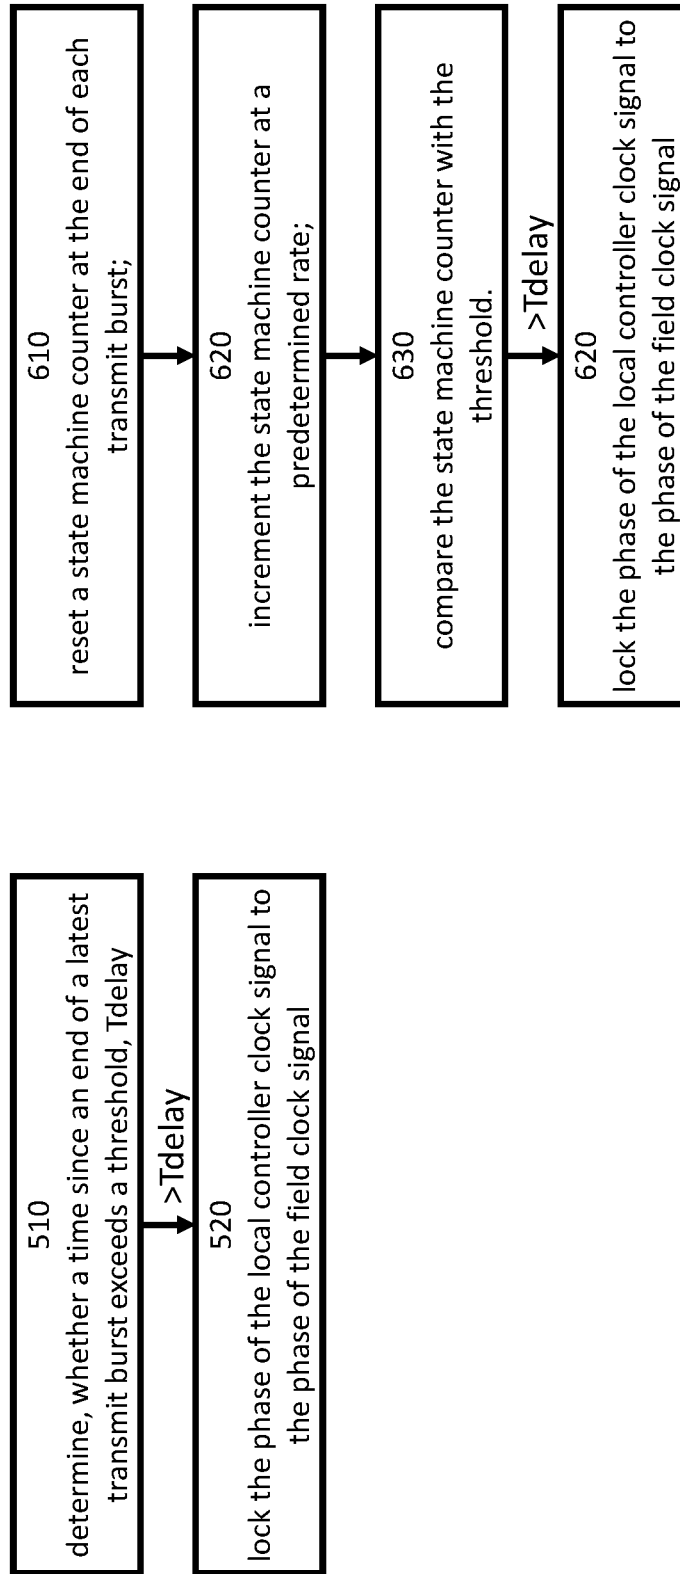 510
determine, whether a time since an end of a latest
transmit burst exceeds a threshold, Tdelay
>Tdelay
520
lock the phase of the local controller clock signal to
the phase of the field clock signal
610
reset a state machine counter at the end of each
transmit burst;
620
increment the state machine counter at a
predetermined rate;
630
compare the state machine counter with the
threshold.
>Tdelay
620
lock the phase of the local controller clock signal to
the phase of the field clock signal